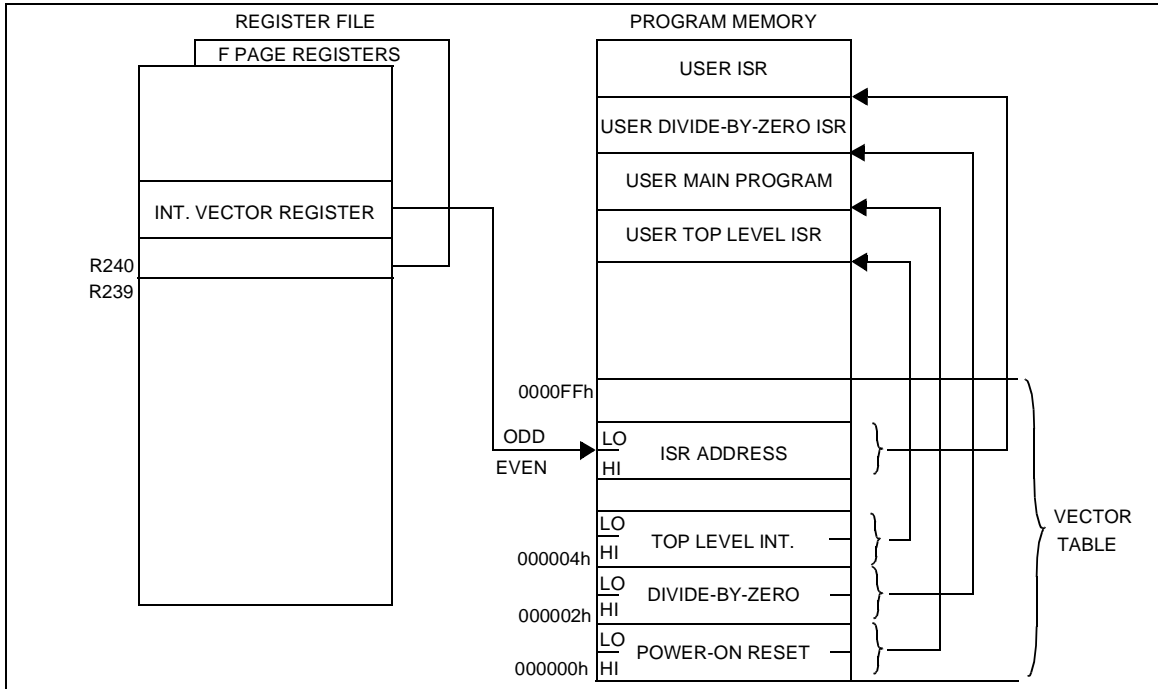 REGISTER FILE
F PAGE REGISTERS
INT. VECTOR REGISTER
R240
R239
PROGRAM MEMORY
USER ISR
USER DIVIDE-BY-ZERO ISR
USER MAIN PROGRAM
USER TOP LEVEL ISR
0000FFh
ODD
EVEN
LO
ISR ADDRESS
HI
LO
TOP LEVEL INT.
000004h HI
LO
DIVIDE-BY-ZERO
000002h HI
LO
POWER-ON RESET
000000h HI
VECTOR
TABLE